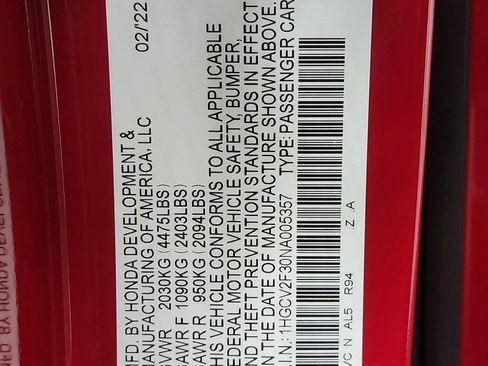 MFD. BY HONDA DEVELOPMENT &
MANUFACTURING OF AMERICA, LLC
02/'22
GVWR 2030KG (4475LBS)
GAWR F 1090KG (2403LBS)
GAWR R 950KG (2094LBS)
THIS VEHICLE CONFORMS TO ALL APPLICABLE
FEDERAL MOTOR VEHICLE SAFETY, BUMPER,
AND THEFT PREVENTION STANDARDS IN EFFECT
ON THE DATE OF MANUFACTURE SHOWN ABOVE.
V.I.N.: 1HGCV2F30NA005357 TYPE: PASSENGER CAR
VC N AL5 R94 Z .A